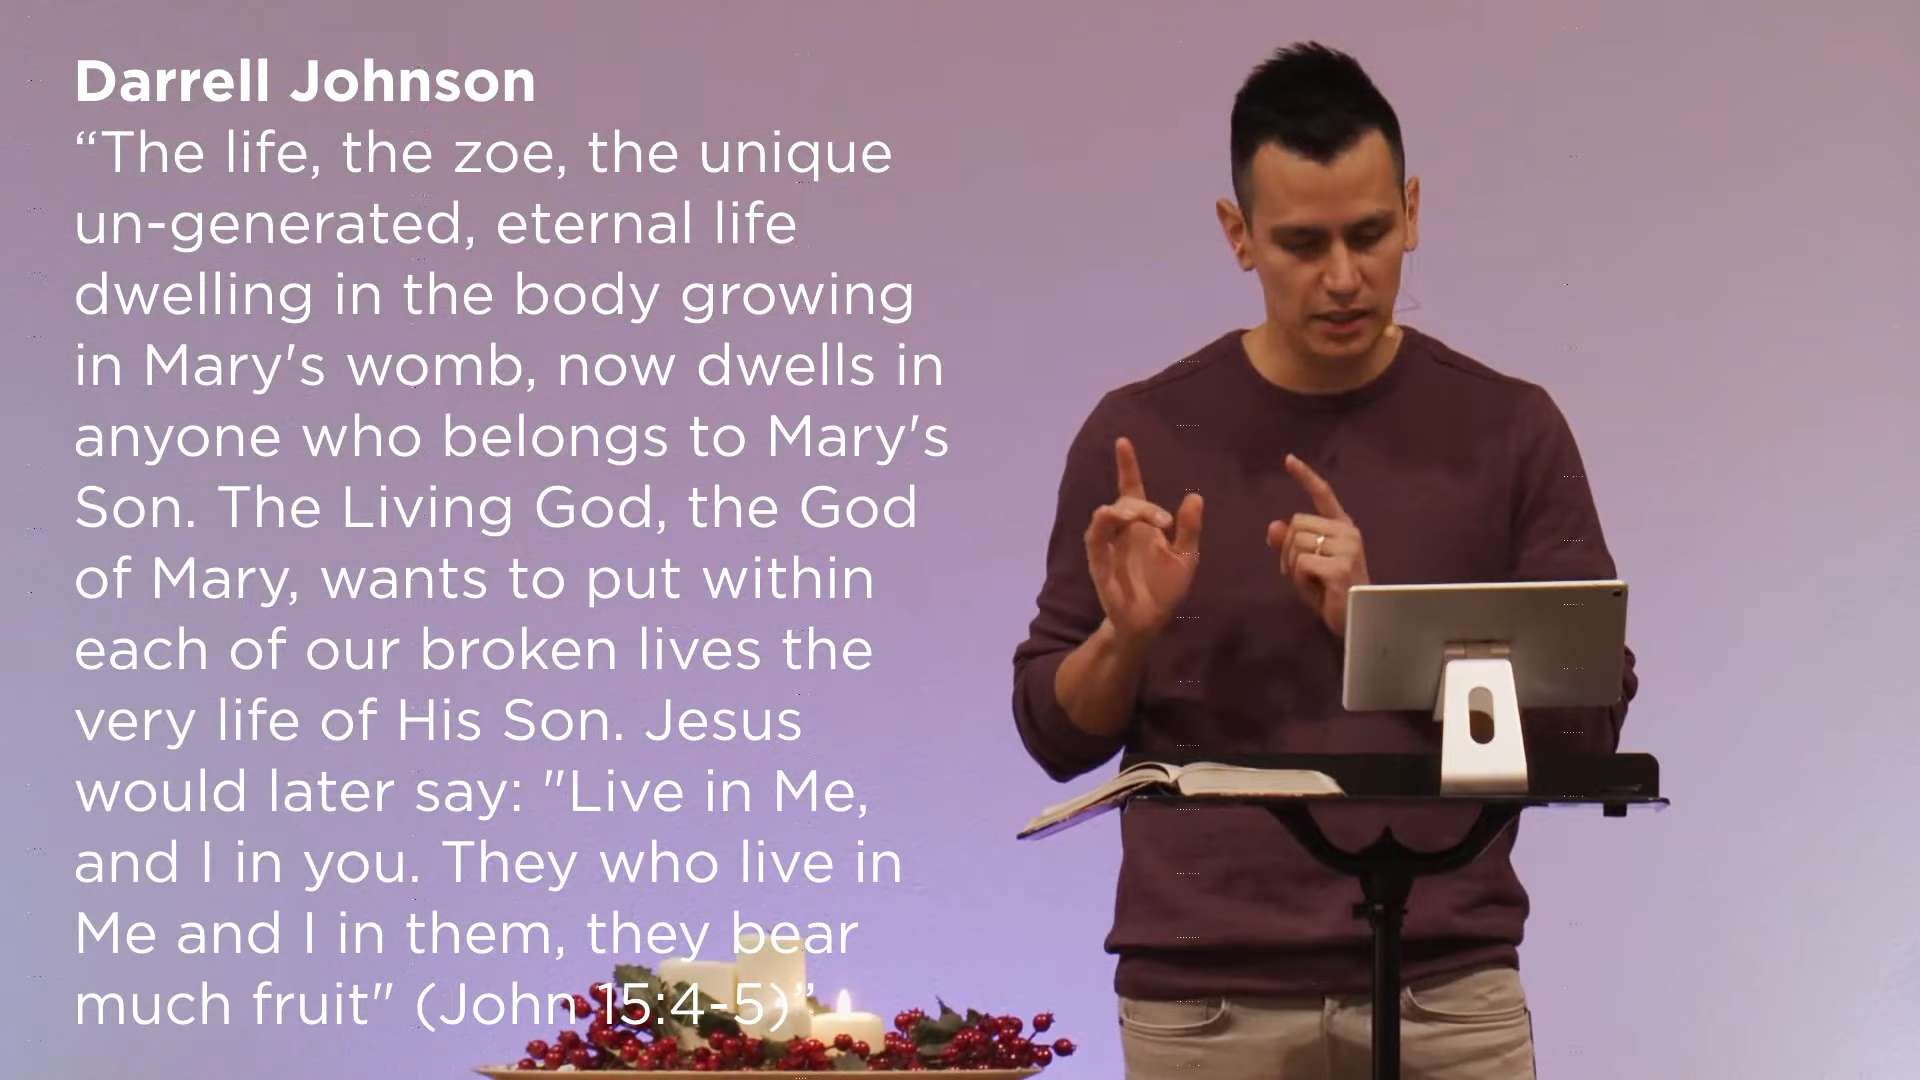 Darrell Johnson
“The life, the zoe, the unique
un-generated, eternal life
dwelling in the body growing
in Mary's womb, now dwells in
anyone who belongs to Mary's
Son. The Living God, the God
of Mary, wants to put within
each of our broken lives the
very life of His Son. Jesus
would later say: "Live in Me,
and I in you. They who live in
Me and I in them, they bear
much fruit" (John 15:4-5)”